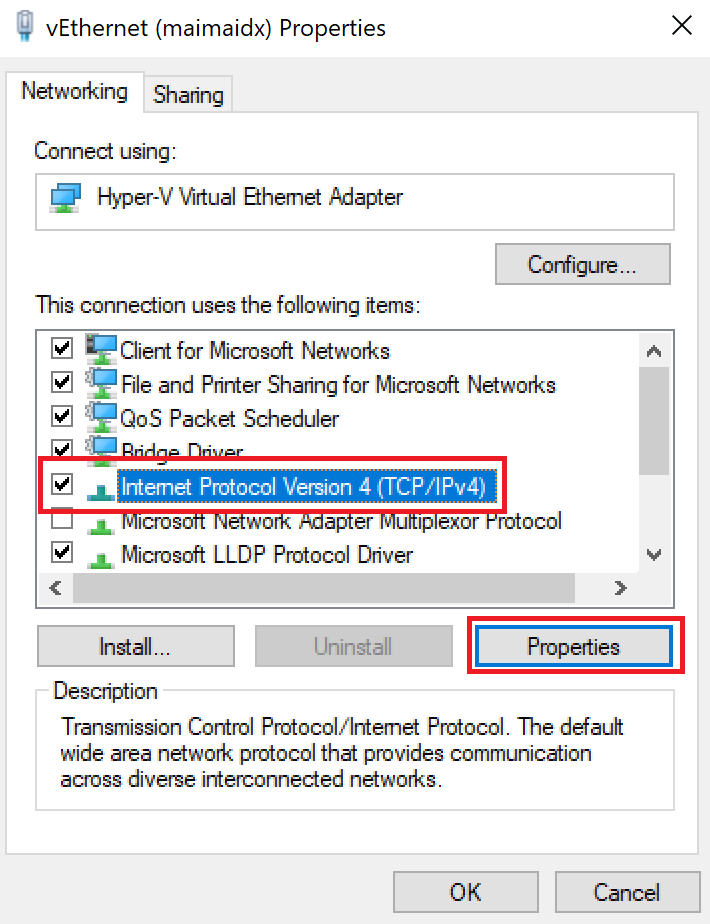 vEthernet (maimaidx) Properties
Networking
Sharing
Connect using:
Hyper-V Virtual Ethernet Adapter
Configure...
This connection uses the following items:
Client for Microsoft Networks
File and Printer Sharing for Microsoft Networks
QoS Packet Scheduler
Bridge Driver
Internet Protocol Version 4 (TCP/IPv4)
Microsoft Network Adapter Multiplexor Protocol
Microsoft LLDP Protocol Driver
Install...
Uninstall
Properties
Description
Transmission Control Protocol/Internet Protocol. The default
wide area network protocol that provides communication
across diverse interconnected networks.
OK
Cancel